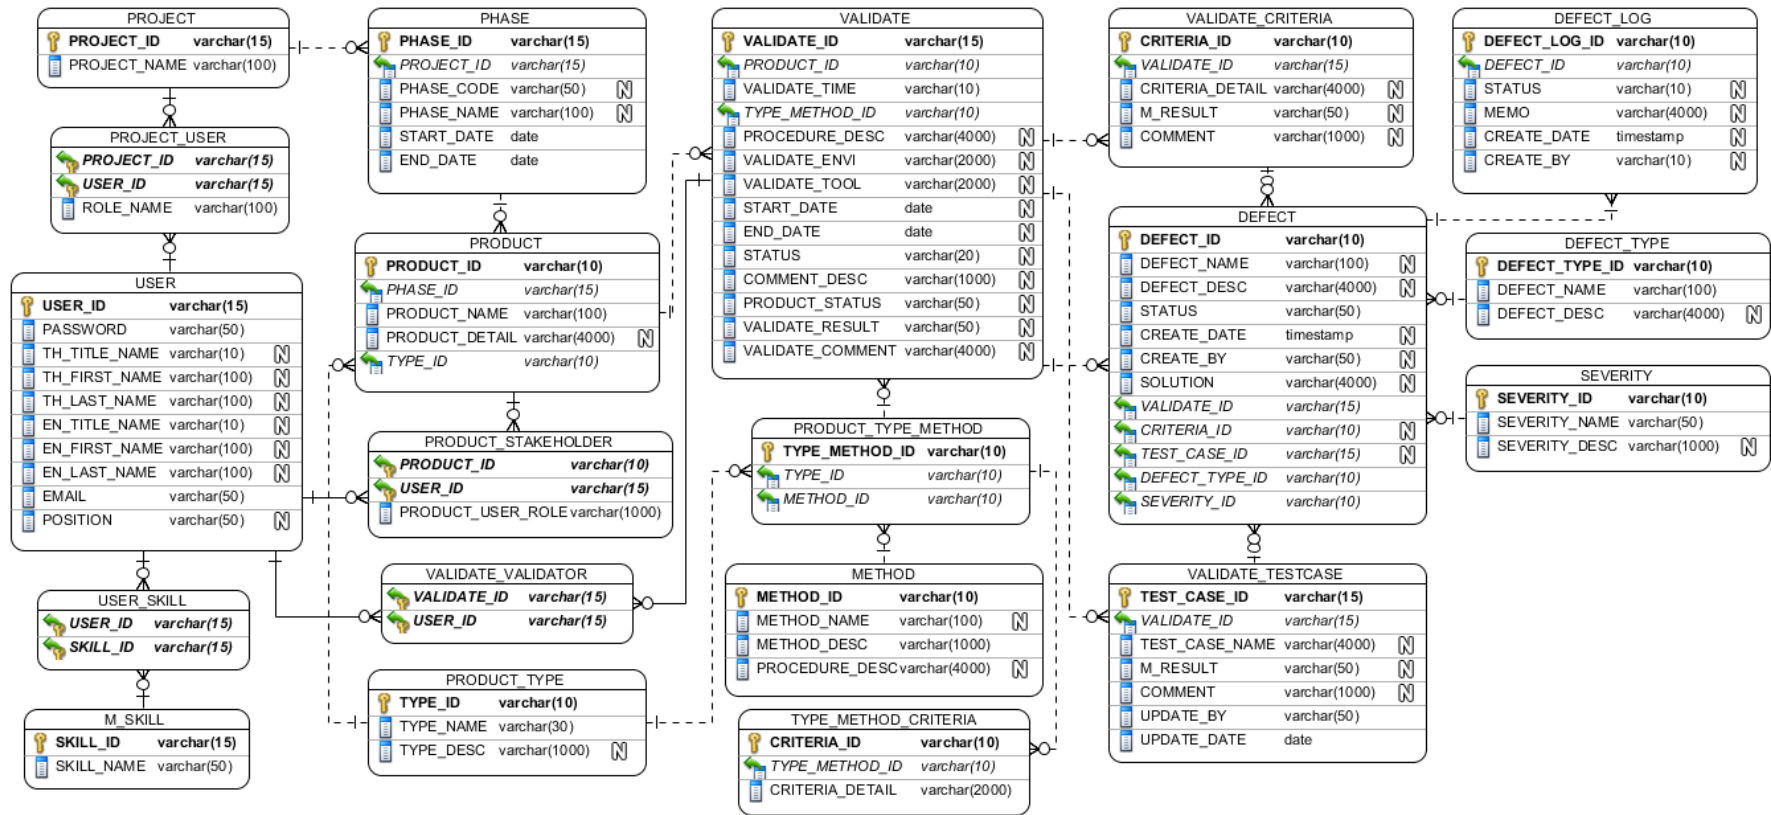 PROJECT
PROJECT_ID varchar(15)
PROJECT_NAME varchar(100)
PROJECT_USER
PROJECT_ID varchar(15)
USER_ID varchar(15)
ROLE_NAME varchar(100)
USER
USER_ID varchar(15)
PASSWORD varchar(50)
TH_TITLE_NAME varchar(10) N
TH_FIRST_NAME varchar(100) N
TH_LAST_NAME varchar(100) N
EN_TITLE_NAME varchar(10) N
EN_FIRST_NAME varchar(100) N
EN_LAST_NAME varchar(100) N
EMAIL varchar(50)
POSITION varchar(50) N
USER_SKILL
USER_ID varchar(15)
SKILL_ID varchar(15)
M_SKILL
SKILL_ID varchar(15)
SKILL_NAME varchar(50)
PHASE
PHASE_ID varchar(15)
PROJECT_ID varchar(15)
PHASE_CODE varchar(50) N
PHASE_NAME varchar(100) N
START_DATE date
END_DATE date
PRODUCT
PRODUCT_ID varchar(10)
PHASE_ID varchar(15)
PRODUCT_NAME varchar(100)
PRODUCT_DETAIL varchar(4000) N
TYPE_ID varchar(10)
PRODUCT_STAKEHOLDER
PRODUCT_ID varchar(10)
USER_ID varchar(15)
PRODUCT_USER_ROLE varchar(1000)
VALIDATE_VALIDATOR
VALIDATE_ID varchar(15)
USER_ID varchar(15)
PRODUCT_TYPE
TYPE_ID varchar(10)
TYPE_NAME varchar(30)
TYPE_DESC varchar(1000) N
VALIDATE
VALIDATE_ID varchar(15)
PRODUCT_ID varchar(10)
VALIDATE_TIME varchar(10)
TYPE_METHOD_ID varchar(10)
PROCEDURE_DESC varchar(4000) N
VALIDATE_ENVI varchar(2000) N
VALIDATE_TOOL varchar(2000) N
START_DATE date N
END_DATE date N
STATUS varchar(20) N
COMMENT_DESC varchar(1000) N
PRODUCT_STATUS varchar(50) N
VALIDATE_RESULT varchar(50) N
VALIDATE_COMMENT varchar(4000) N
PRODUCT_TYPE_METHOD
TYPE_METHOD_ID varchar(10)
TYPE_ID varchar(10)
METHOD_ID varchar(10)
METHOD
METHOD_ID varchar(10)
METHOD_NAME varchar(100) N
METHOD_DESC varchar(1000)
PROCEDURE_DESC varchar(4000) N
TYPE_METHOD_CRITERIA
CRITERIA_ID varchar(10)
TYPE_METHOD_ID varchar(10)
CRITERIA_DETAIL varchar(2000)
VALIDATE_CRITERIA
CRITERIA_ID varchar(10)
VALIDATE_ID varchar(15)
CRITERIA_DETAIL varchar(4000) N
M_RESULT varchar(50) N
COMMENT varchar(1000) N
DEFECT
DEFECT_ID varchar(10)
DEFECT_NAME varchar(100) N
DEFECT_DESC varchar(4000) N
STATUS varchar(50)
CREATE_DATE timestamp N
CREATE_BY varchar(50) N
SOLUTION varchar(4000) N
VALIDATE_ID varchar(15)
CRITERIA_ID varchar(10) N
TEST_CASE_ID varchar(15) N
DEFECT_TYPE_ID varchar(10)
SEVERITY_ID varchar(10)
VALIDATE_TESTCASE
TEST_CASE_ID varchar(15)
VALIDATE_ID varchar(15)
TEST_CASE_NAME varchar(4000) N
M_RESULT varchar(50) N
COMMENT varchar(1000) N
UPDATE_BY varchar(50)
UPDATE_DATE date
DEFECT_LOG
DEFECT_LOG_ID varchar(10)
DEFECT_ID varchar(10)
STATUS varchar(10) N
MEMO varchar(4000) N
CREATE_DATE timestamp N
CREATE_BY varchar(10) N
DEFECT_TYPE
DEFECT_TYPE_ID varchar(10)
DEFECT_NAME varchar(100)
DEFECT_DESC varchar(4000) N
SEVERITY
SEVERITY_ID varchar(10)
SEVERITY_NAME varchar(50)
SEVERITY_DESC varchar(1000) N